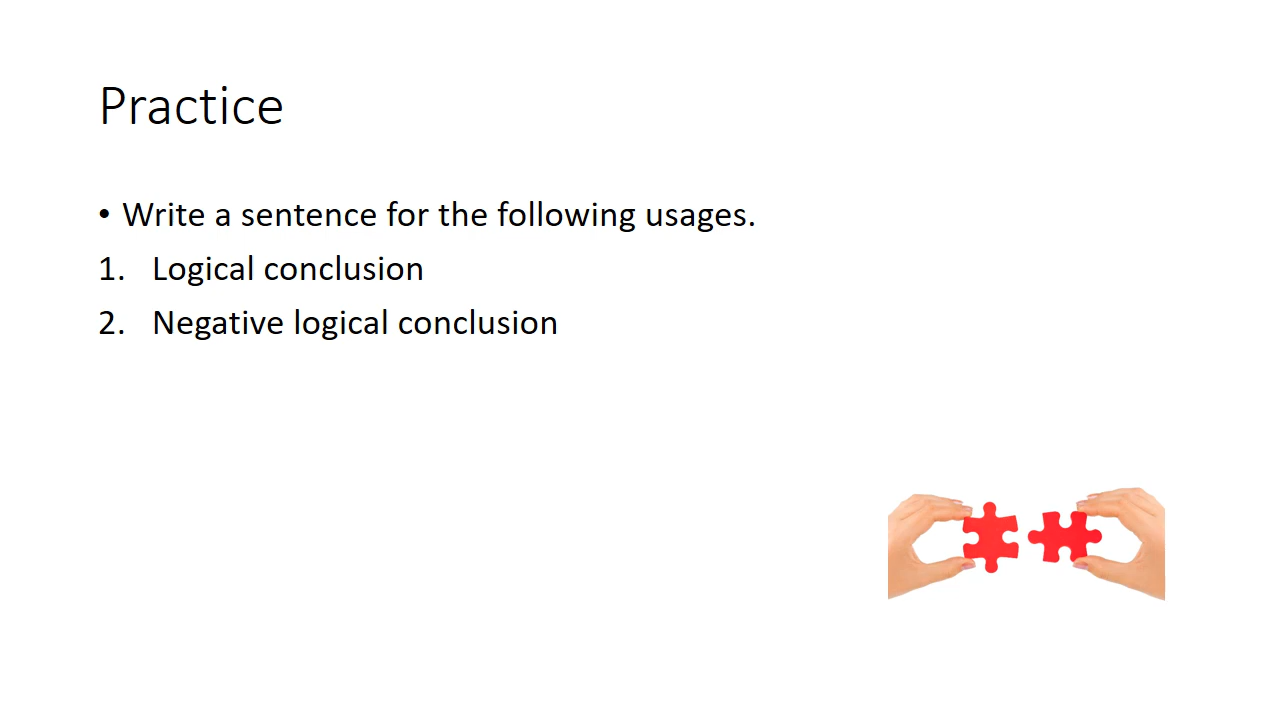 Practice
• Write a sentence for the following usages.
1. Logical conclusion
2. Negative logical conclusion